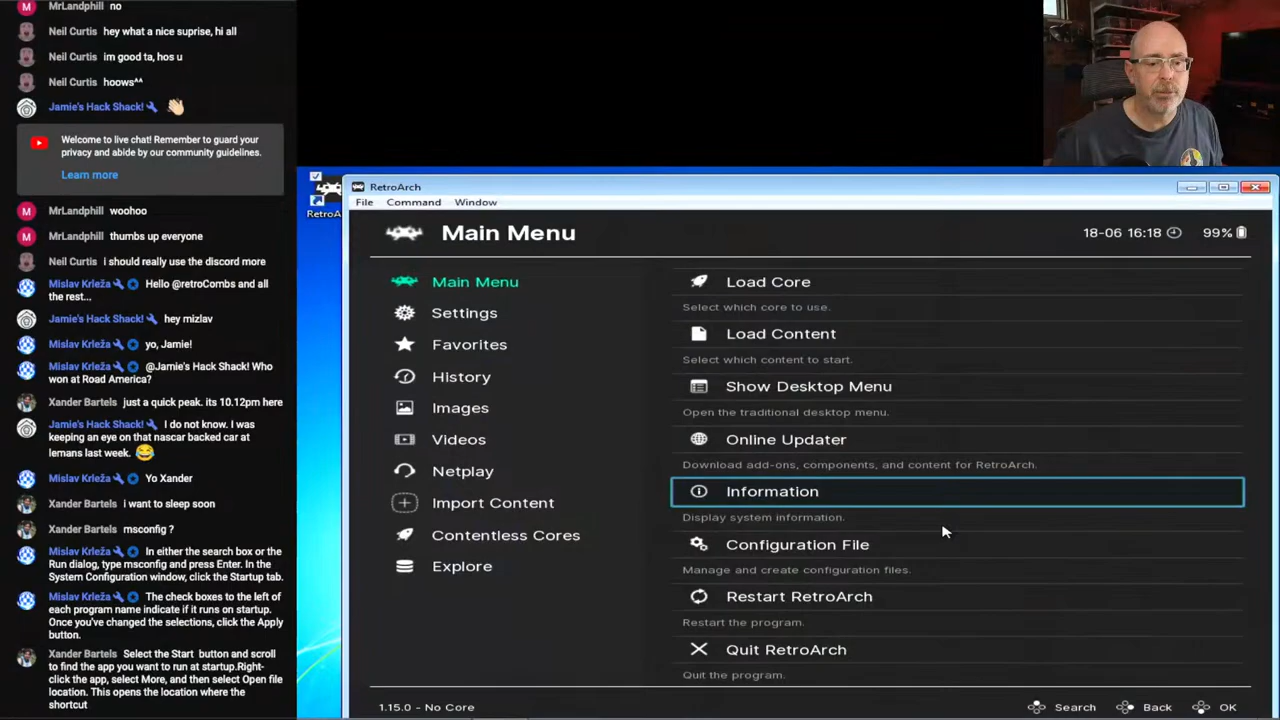 MrLandphill no
Neil Curtis hey what a nice suprise, hi all
Neil Curtis im good ta, hos u
Neil Curtis hoows^^
Jamie's Hack Shack!
Welcome to live chat! Remember to guard your
privacy and abide by our community guidelines.
Learn more
MrLandphill woohoo
MrLandphill thumbs up everyone
Neil Curtis i should really use the discord more
Mislav Krleža Hello @retroCombs and all
the rest...
Jamie's Hack Shack! hey mizlav
Mislav Krleža yo, Jamie!
Mislav Krleža @Jamie's Hack Shack! Who
won at Road America?
Xander Bartels just a quick peak. its 10.12pm here
Jamie's Hack Shack! I do not know. I was
keeping an eye on that nascar backed car at
lemans last week.
Mislav Krleža Yo Xander
Xander Bartels i want to sleep soon
Xander Bartels msconfig ?
Mislav Krleža In either the search box or the
Run dialog, type msconfig and press Enter. In the
System Configuration window, click the Startup tab.
Mislav Krleža The check boxes to the left of
each program name indicate if it runs on startup.
Once you've changed the selections, click the Apply
button.
Xander Bartels Select the Start button and scroll
to find the app you want to run at startup.Right-
click the app, select More, and then select Open file
location. This opens the location where the
shortcut
RetroA
RetroArch
File Command Window
Main Menu
18-06 16:18 99%
Main Menu
Settings
Favorites
History
Images
Videos
Netplay
Import Content
Contentless Cores
Explore
Load Core
Select which core to use.
Load Content
Select which content to start.
Show Desktop Menu
Open the traditional desktop menu.
Online Updater
Download add-ons, components, and content for RetroArch.
Information
Display system information.
Configuration File
Manage and create configuration files.
Restart RetroArch
Restart the program.
Quit RetroArch
Quit the program.
1.15.0 - No Core
Search Back OK